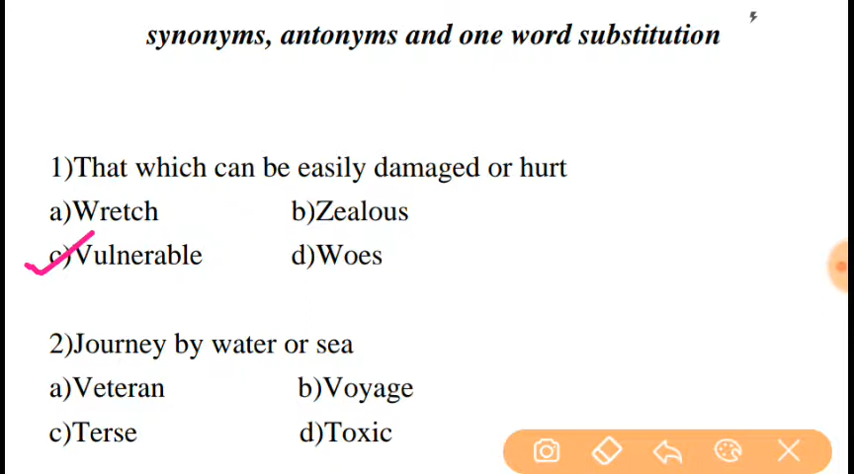 synonyms, antonyms and one word substitution
1)That which can be easily damaged or hurt
a)Wretch b)Zealous
c)Vulnerable d)Woes
2)Journey by water or sea
a)Veteran b)Voyage
c)Terse d)Toxic